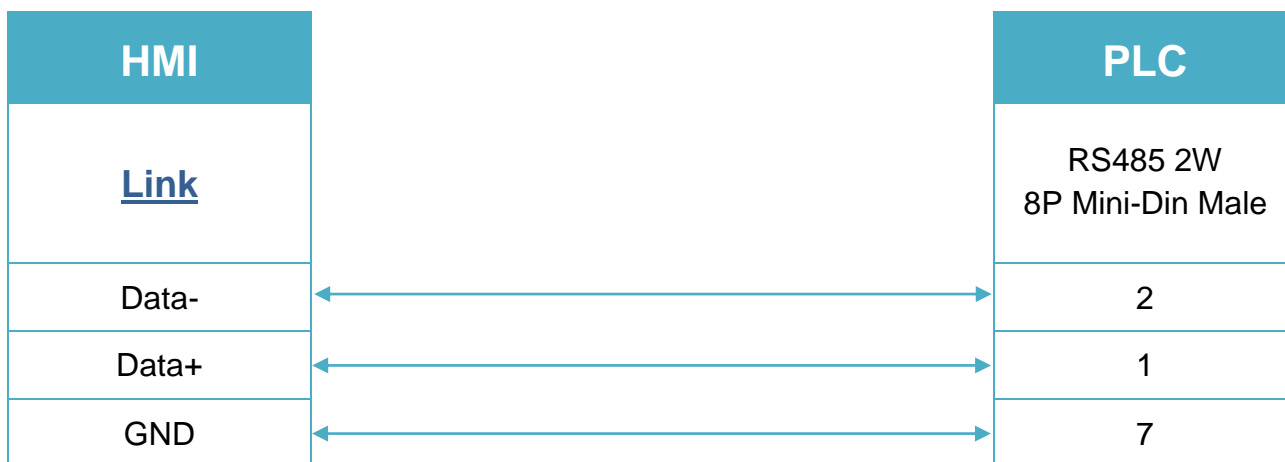 HMI PLC
Link RS485 2W
8P Mini-Din Male
Data- 2
Data+ 1
GND 7